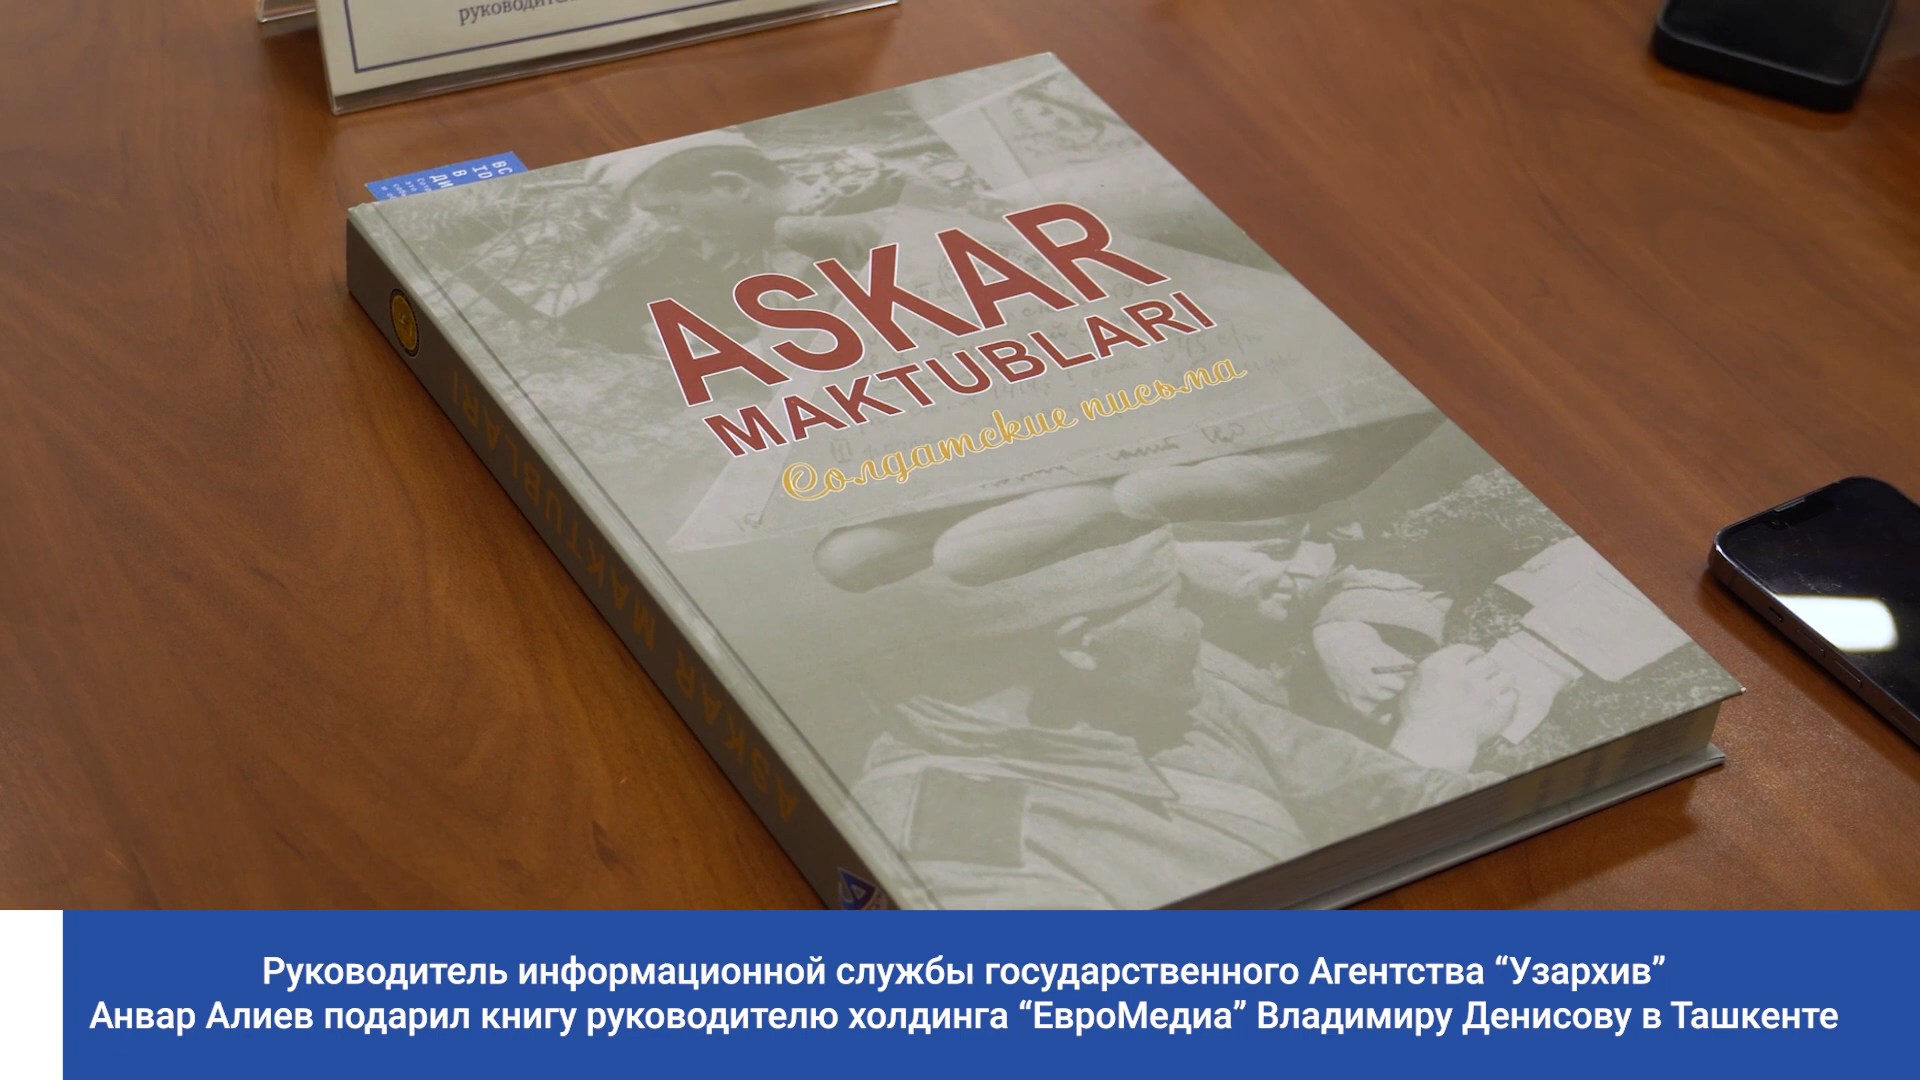 ВС
В
ASKAR
MAKTUBLARI
Солдатские письма
ASKAR MAKTUBLARI
Руководитель информационной службы государственного Агентства “Узархив”
Анвар Алиев подарил книгу руководителю холдинга “ЕвроМедиа” Владимиру Денисову в Ташкенте